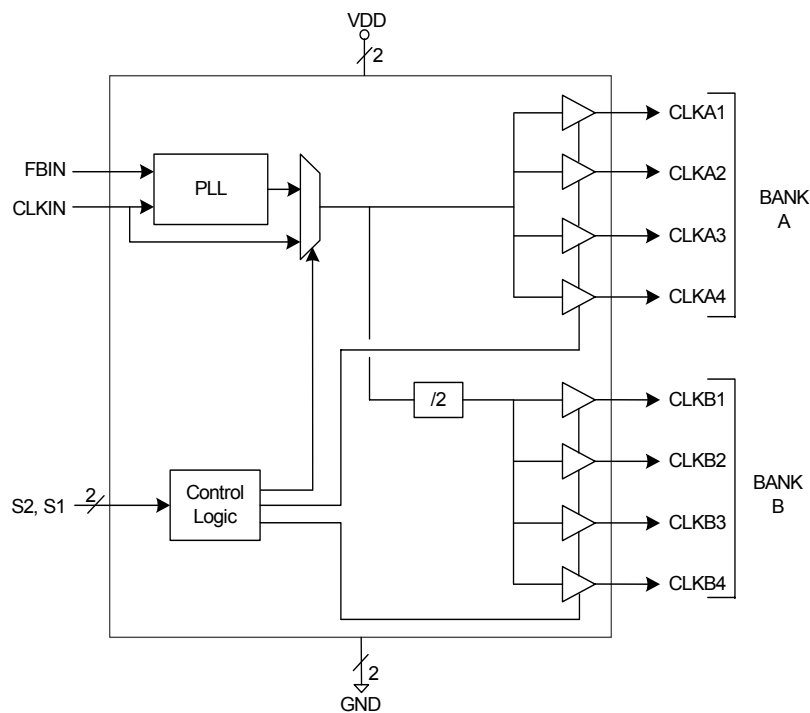 VDD
2
FBIN
CLKIN
PLL
CLKA1
CLKA2
CLKA3
CLKA4
BANK
A
/2
CLKB1
CLKB2
CLKB3
CLKB4
BANK
B
S2, S1
2
Control
Logic
2
GND